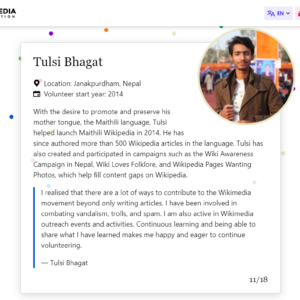 MEDIA
TION
EN
Tulsi Bhagat
Location: Janakpurdham, Nepal
Volunteer start year: 2014
With the desire to promote and preserve his
mother tongue, the Maithili language, Tulsi
helped launch Maithili Wikipedia in 2014. He has
since authored more than 500 Wikipedia articles in the language. Tulsi has
also created and participated in campaigns such as the Wiki Awareness
Campaign in Nepal, Wiki Loves Folklore, and Wikipedia Pages Wanting
Photos, which help fill content gaps on Wikipedia.
I realised that there are a lot of ways to contribute to the Wikimedia
movement beyond only writing articles. I have been involved in
combating vandalism, trolls, and spam. I am also active in Wikimedia
outreach events and activities. Continuous learning and being able to
share what I have learned makes me happy and eager to continue
volunteering.
— Tulsi Bhagat
11/18